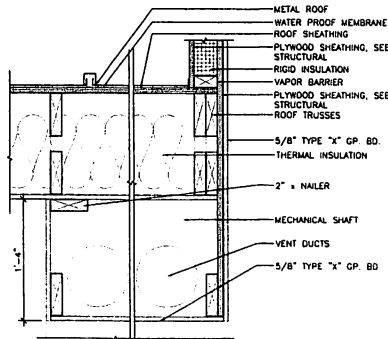 METAL ROOF
WATER PROOF MEMBRANE
ROOF SHEATHING
PLYWOOD SHEATHING, SEE
STRUCTURAL
RIGID INSULATION
VAPOR BARRIER
PLYWOOD SHEATHING, SEE
STRUCTURAL
ROOF TRUSSES
5/8" TYPE "X" GP. BD.
THERMAL INSULATION
2" x NAILER
MECHANICAL SHAFT
VENT DUCTS
5/8" TYPE "X" GP. BD
1'-4"